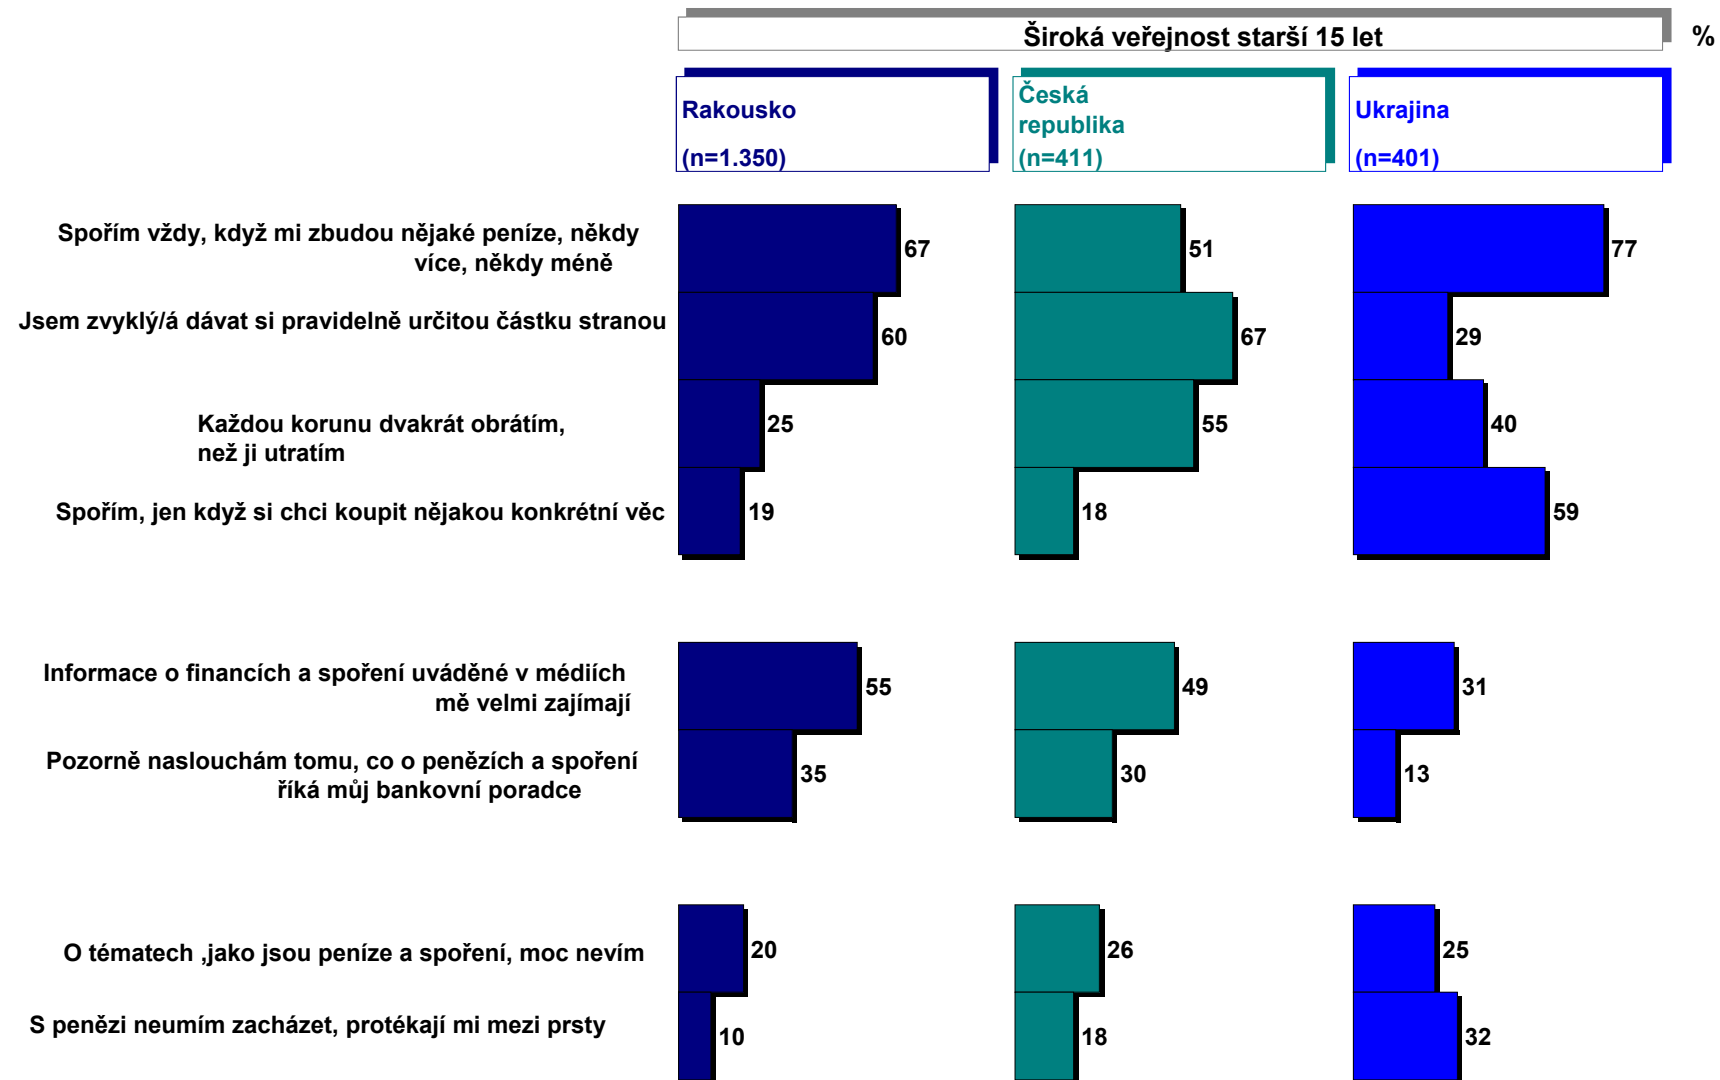 Široká veřejnost starší 15 let
%
Rakousko
(n=1.350)
Česká
republika
(n=411)
Ukrajina
(n=401)
Spořím vždy, když mi zbudou nějaké peníze, někdy
více, někdy méně
67
51
77
Jsem zvyklý/á dávat si pravidelně určitou částku stranou
60
67
29
Každou korunu dvakrát obrátím,
než ji utratím
25
55
40
Spořím, jen když si chci koupit nějakou konkrétní věc
19
18
59
Informace o financích a spoření uváděné v médiích
mě velmi zajímají
55
49
31
Pozorně naslouchám tomu, co o penězích a spoření
říká můj bankovní poradce
35
30
13
O tématech ,jako jsou peníze a spoření, moc nevím
20
26
25
S penězi neumím zacházet, protékají mi mezi prsty
10
18
32